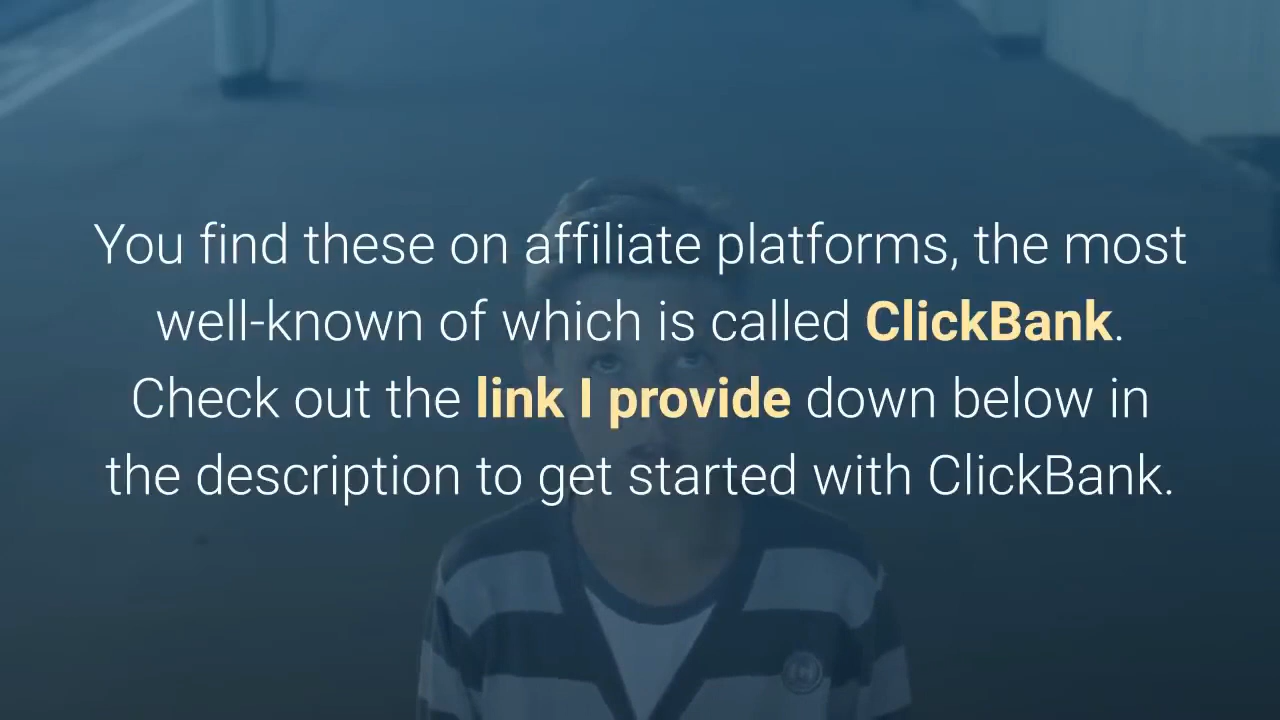 You find these on affiliate platforms, the most
well-known of which is called ClickBank.
Check out the link I provide down below in
the description to get started with ClickBank.